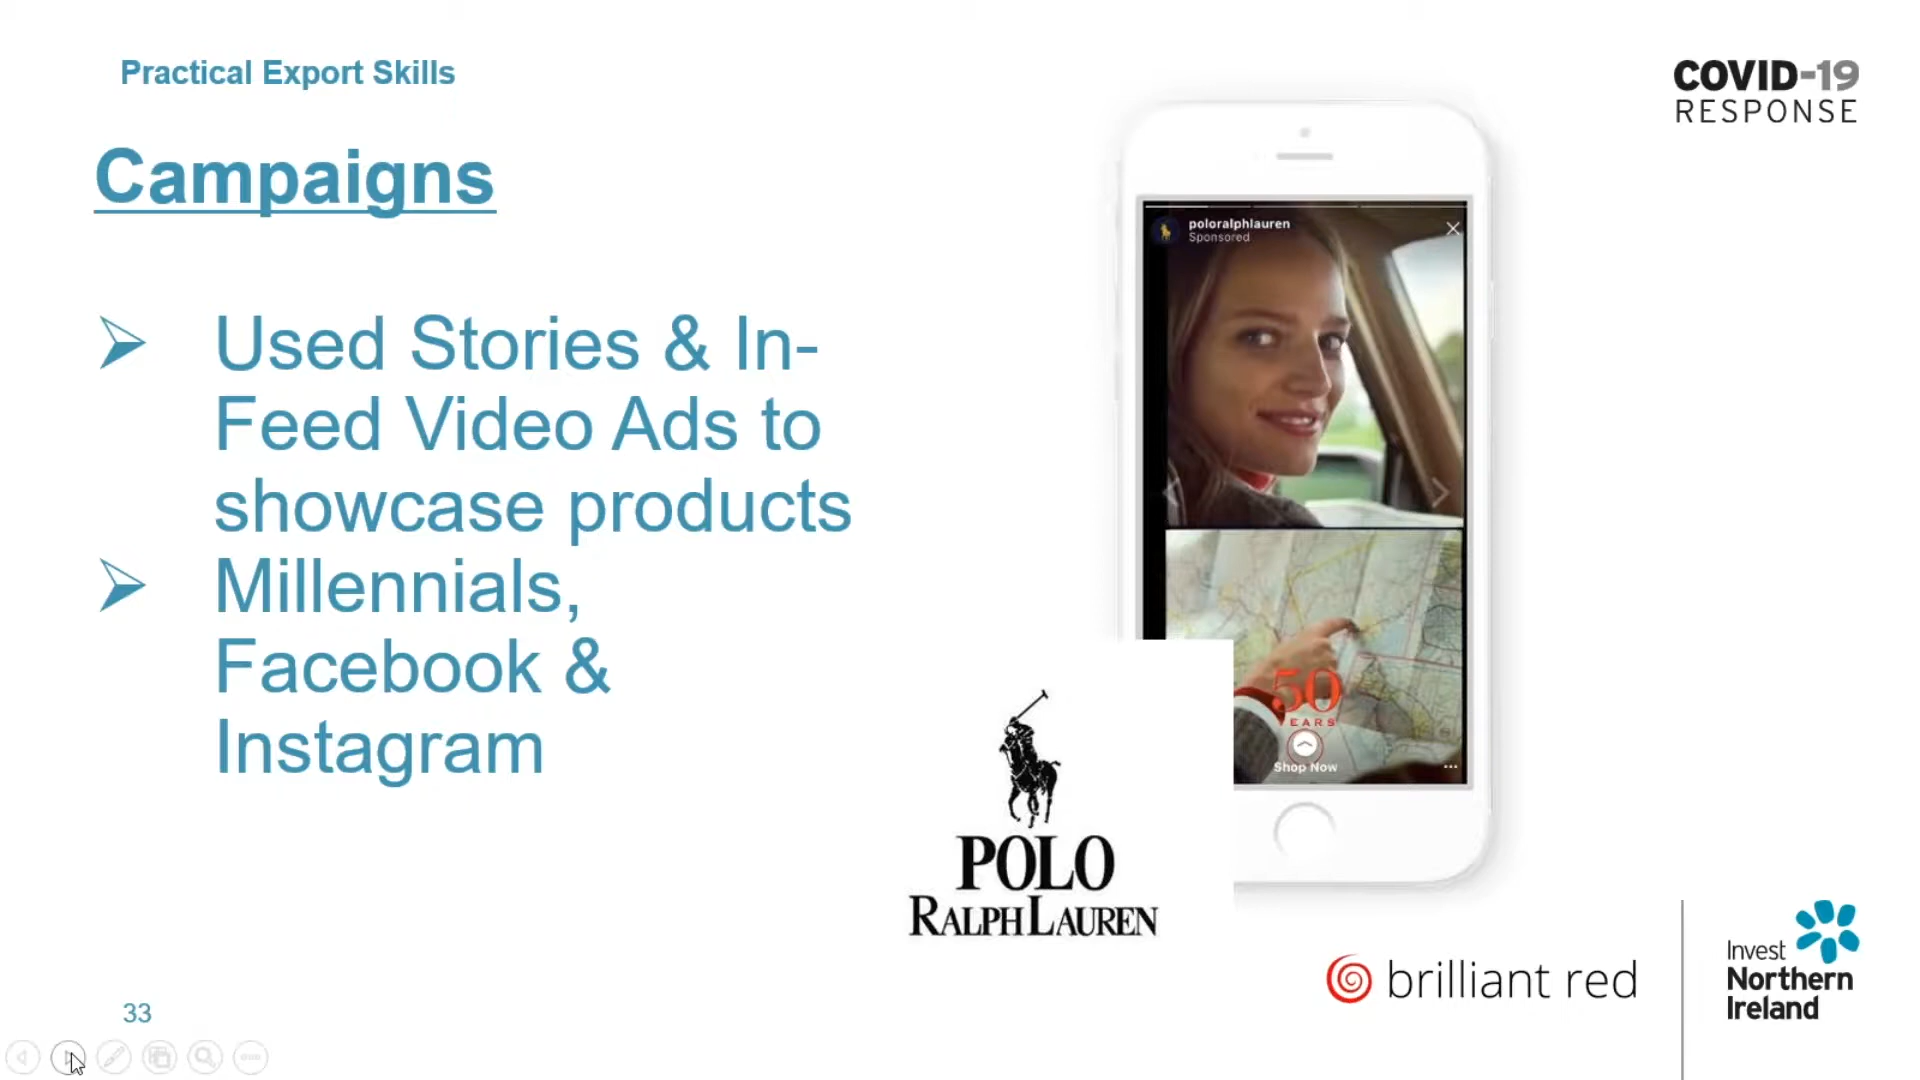 Practical Export Skills
COVID-19
RESPONSE
Campaigns
Used Stories & In-
Feed Video Ads to
showcase products
Millennials,
Facebook &
Instagram
poloralphlauren
Sponsored
50
YEARS
Shop Now
POLO
RALPH LAUREN
brilliant red
Invest
Northern
Ireland
33